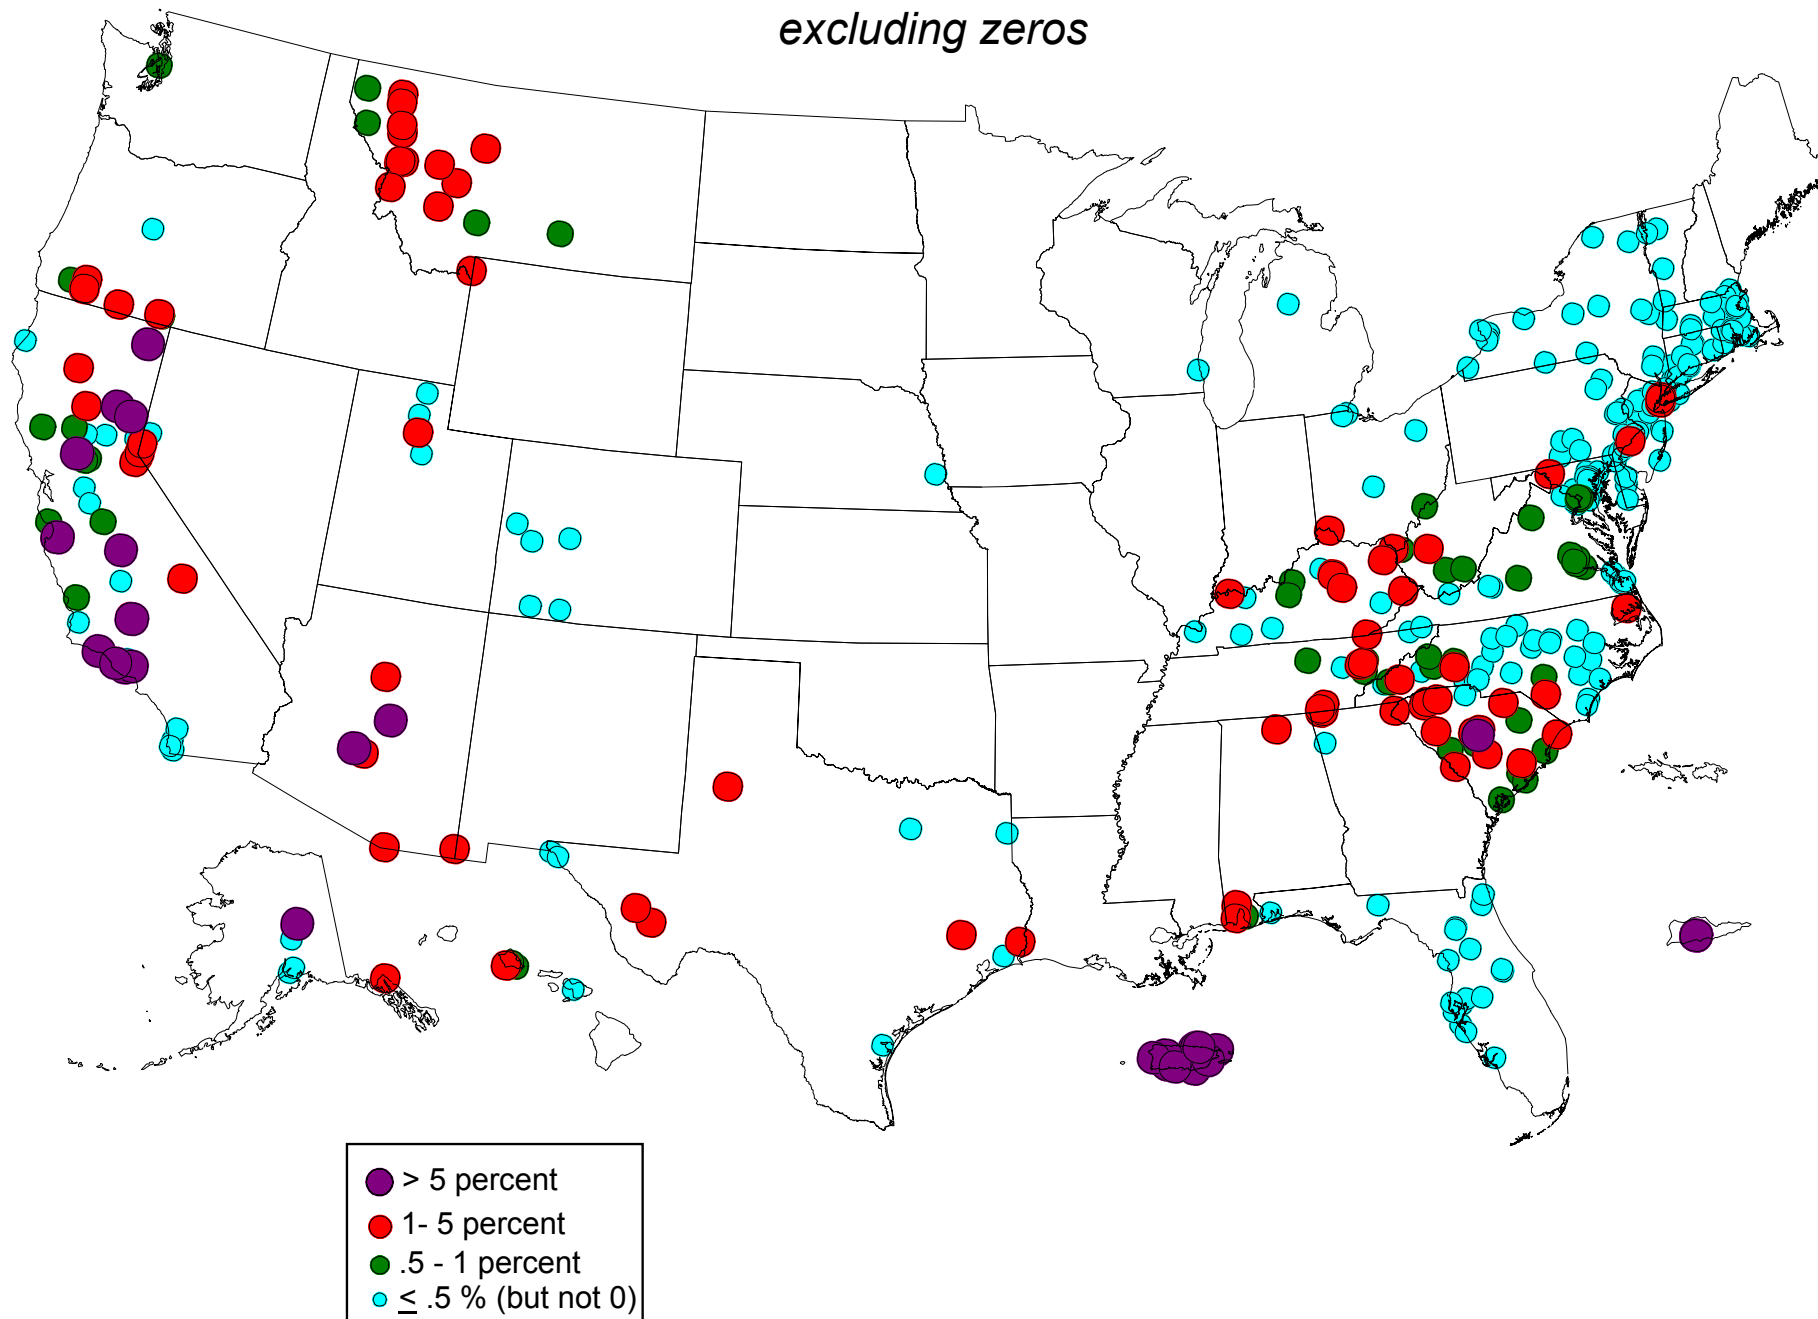 excluding zeros
> 5 percent
1- 5 percent
.5 - 1 percent
≤ .5 % (but not 0)